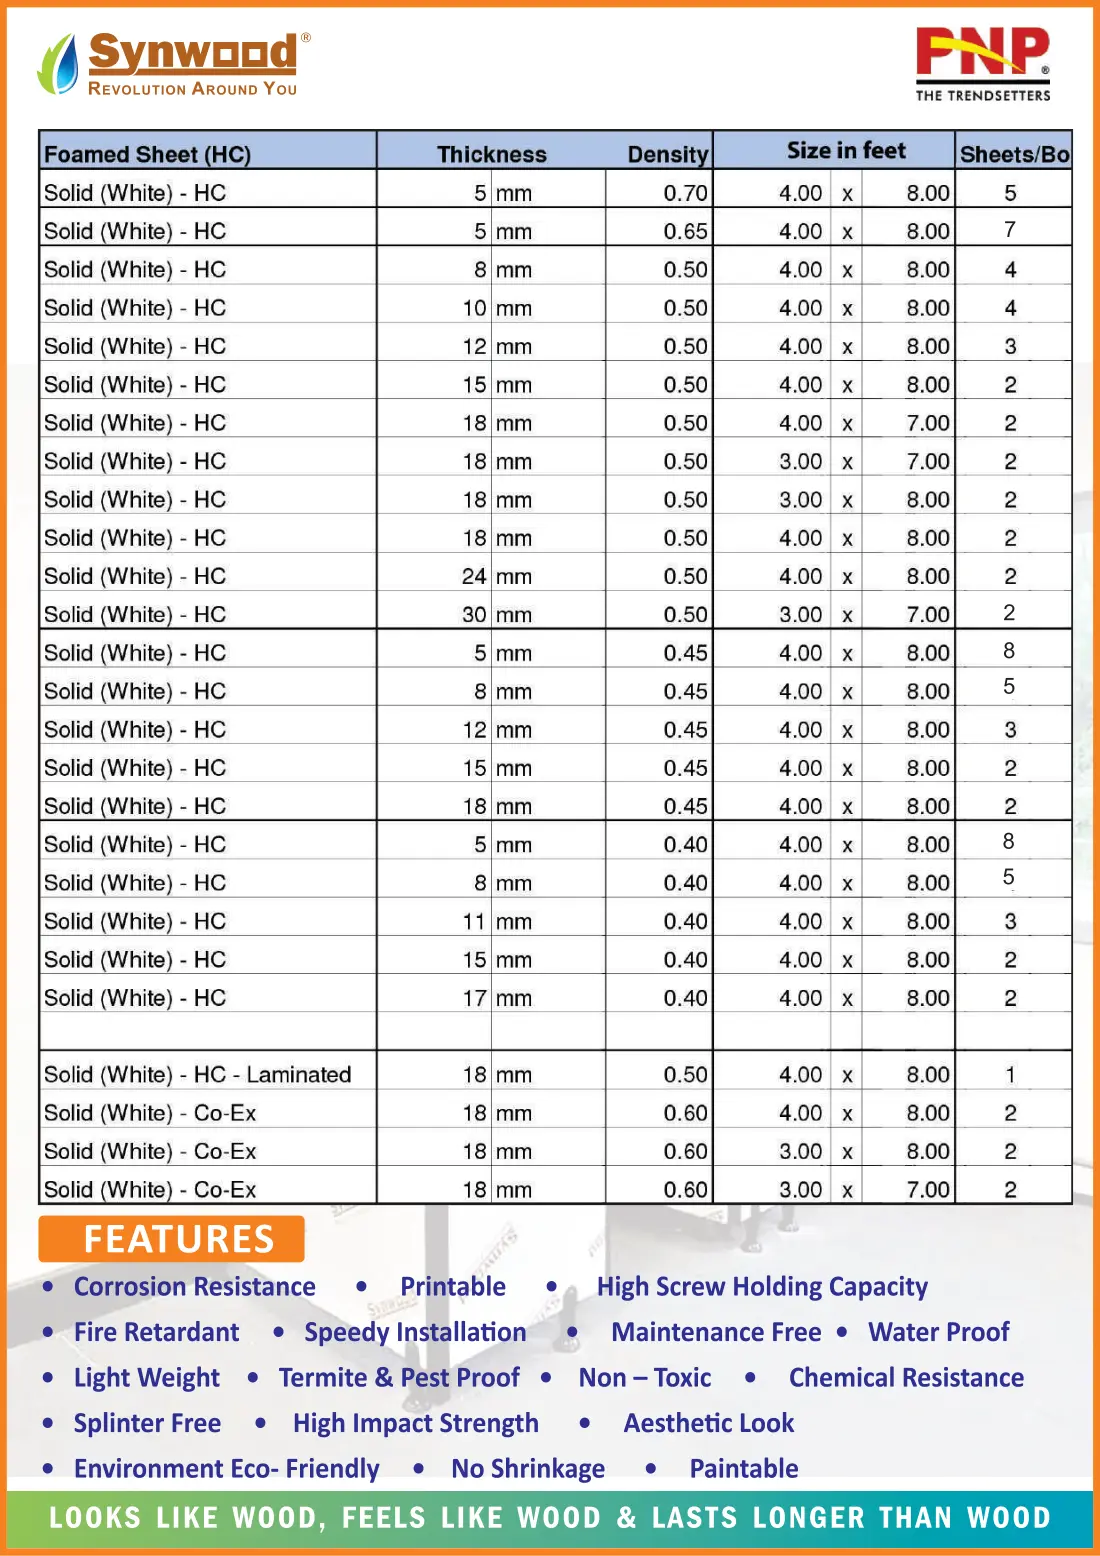 Synwood®
REVOLUTION AROUND YOU
PNP®
THE TRENDSETTERS
Foamed Sheet (HC) Thickness Density Size in feet Sheets/Bo
Solid (White) - HC 5 mm 0.70 4.00 x 8.00 5
Solid (White) - HC 5 mm 0.65 4.00 x 8.00 7
Solid (White) - HC 8 mm 0.50 4.00 x 8.00 4
Solid (White) - HC 10 mm 0.50 4.00 x 8.00 4
Solid (White) - HC 12 mm 0.50 4.00 x 8.00 3
Solid (White) - HC 15 mm 0.50 4.00 x 8.00 2
Solid (White) - HC 18 mm 0.50 4.00 x 7.00 2
Solid (White) - HC 18 mm 0.50 3.00 x 7.00 2
Solid (White) - HC 18 mm 0.50 3.00 x 8.00 2
Solid (White) - HC 18 mm 0.50 4.00 x 8.00 2
Solid (White) - HC 24 mm 0.50 4.00 x 8.00 2
Solid (White) - HC 30 mm 0.50 3.00 x 7.00 2
Solid (White) - HC 5 mm 0.45 4.00 x 8.00 8
Solid (White) - HC 8 mm 0.45 4.00 x 8.00 5
Solid (White) - HC 12 mm 0.45 4.00 x 8.00 3
Solid (White) - HC 15 mm 0.45 4.00 x 8.00 2
Solid (White) - HC 18 mm 0.45 4.00 x 8.00 2
Solid (White) - HC 5 mm 0.40 4.00 x 8.00 8
Solid (White) - HC 8 mm 0.40 4.00 x 8.00 5
Solid (White) - HC 11 mm 0.40 4.00 x 8.00 3
Solid (White) - HC 15 mm 0.40 4.00 x 8.00 2
Solid (White) - HC 17 mm 0.40 4.00 x 8.00 2
Solid (White) - HC - Laminated 18 mm 0.50 4.00 x 8.00 1
Solid (White) - Co-Ex 18 mm 0.60 4.00 x 8.00 2
Solid (White) - Co-Ex 18 mm 0.60 3.00 x 8.00 2
Solid (White) - Co-Ex 18 mm 0.60 3.00 x 7.00 2
FEATURES
• Corrosion Resistance • Printable • High Screw Holding Capacity
• Fire Retardant • Speedy Installation • Maintenance Free • Water Proof
• Light Weight • Termite & Pest Proof • Non – Toxic • Chemical Resistance
• Splinter Free • High Impact Strength • Aesthetic Look
• Environment Eco- Friendly • No Shrinkage • Paintable
LOOKS LIKE WOOD, FEELS LIKE WOOD & LASTS LONGER THAN WOOD